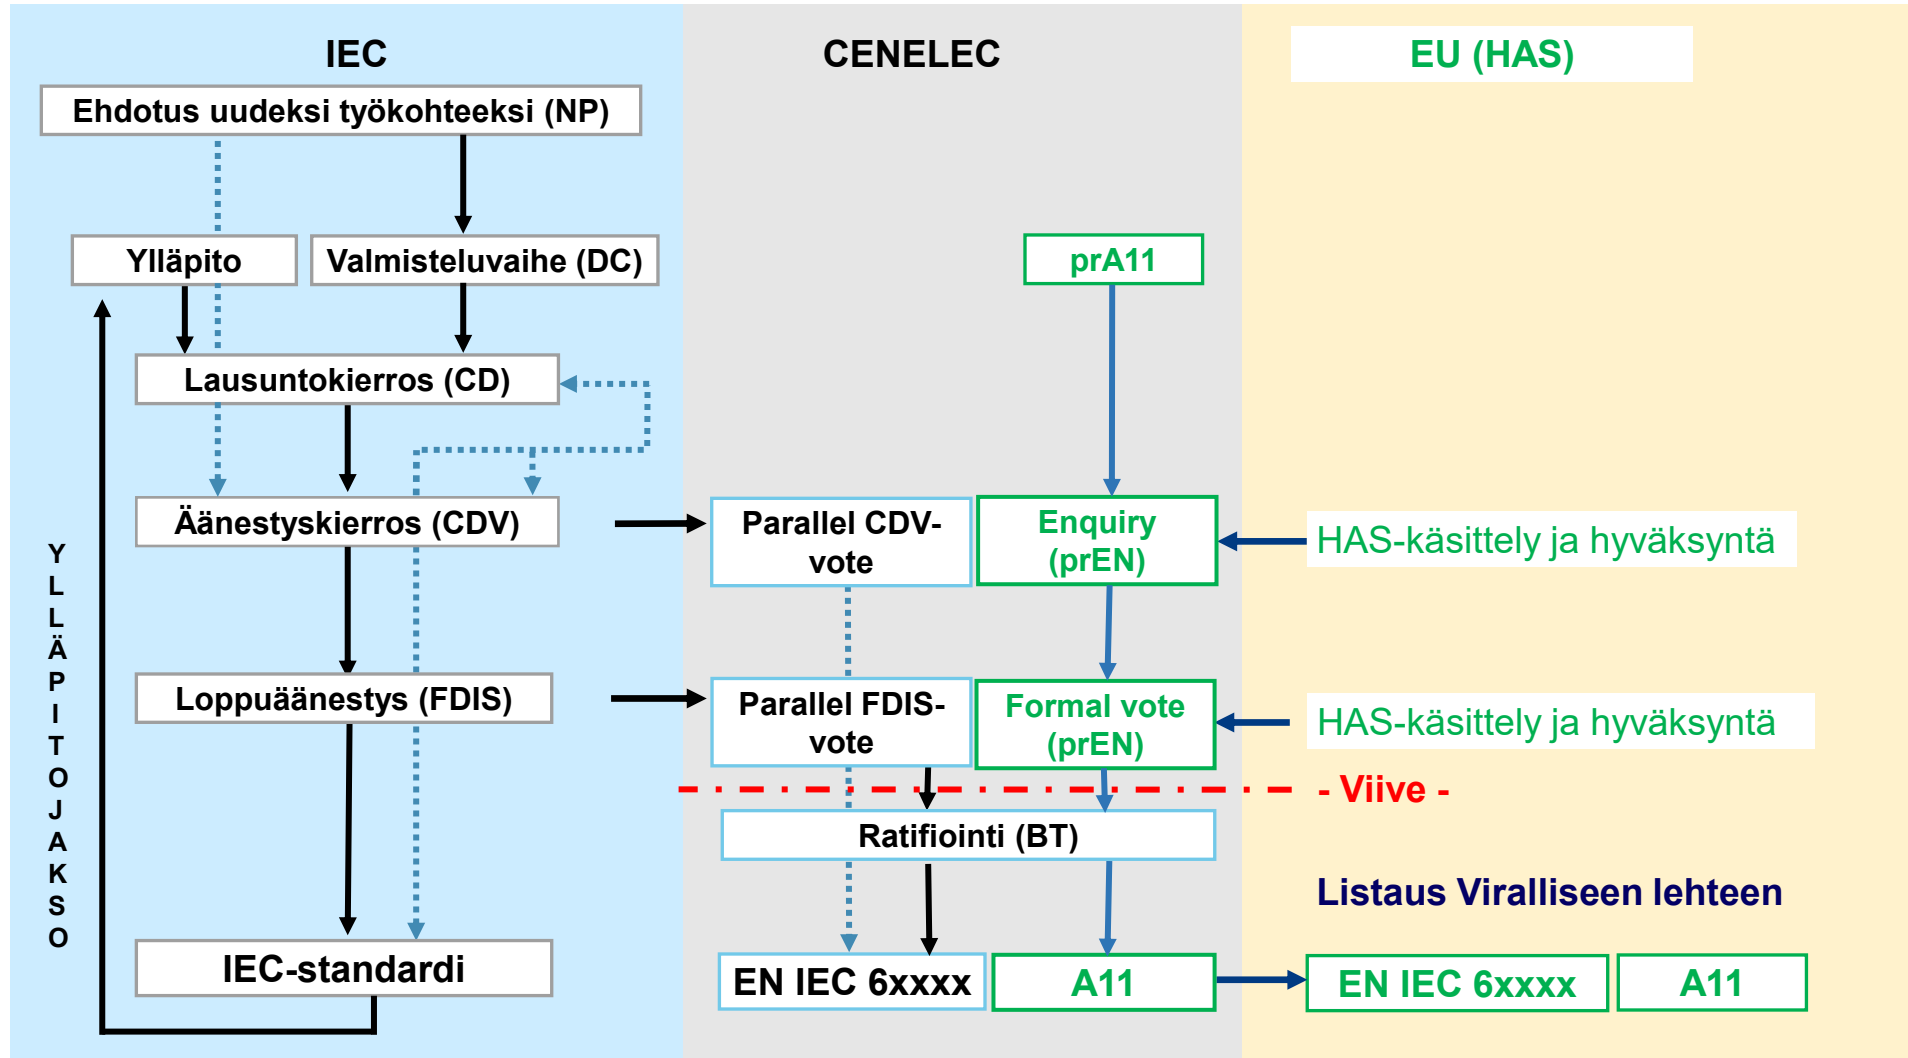 IEC
CENELEC
EU (HAS)
Ehdotus uudeksi työkohteeksi (NP)
Ylläpito
Valmisteluvaihe (DC)
prA11
Lausuntokierros (CD)
Äänestyskierros (CDV)
Parallel CDV-
vote
Enquiry
(prEN)
HAS-käsittely ja hyväksyntä
Y
L
L
Ä
P
I
T
O
J
A
K
S
O
Loppuäänestys (FDIS)
Parallel FDIS-
vote
Formal vote
(prEN)
HAS-käsittely ja hyväksyntä
- Viive -
Ratifiointi (BT)
Listaus Viralliseen lehteen
IEC-standardi
EN IEC 6xxxx
A11
EN IEC 6xxxx
A11